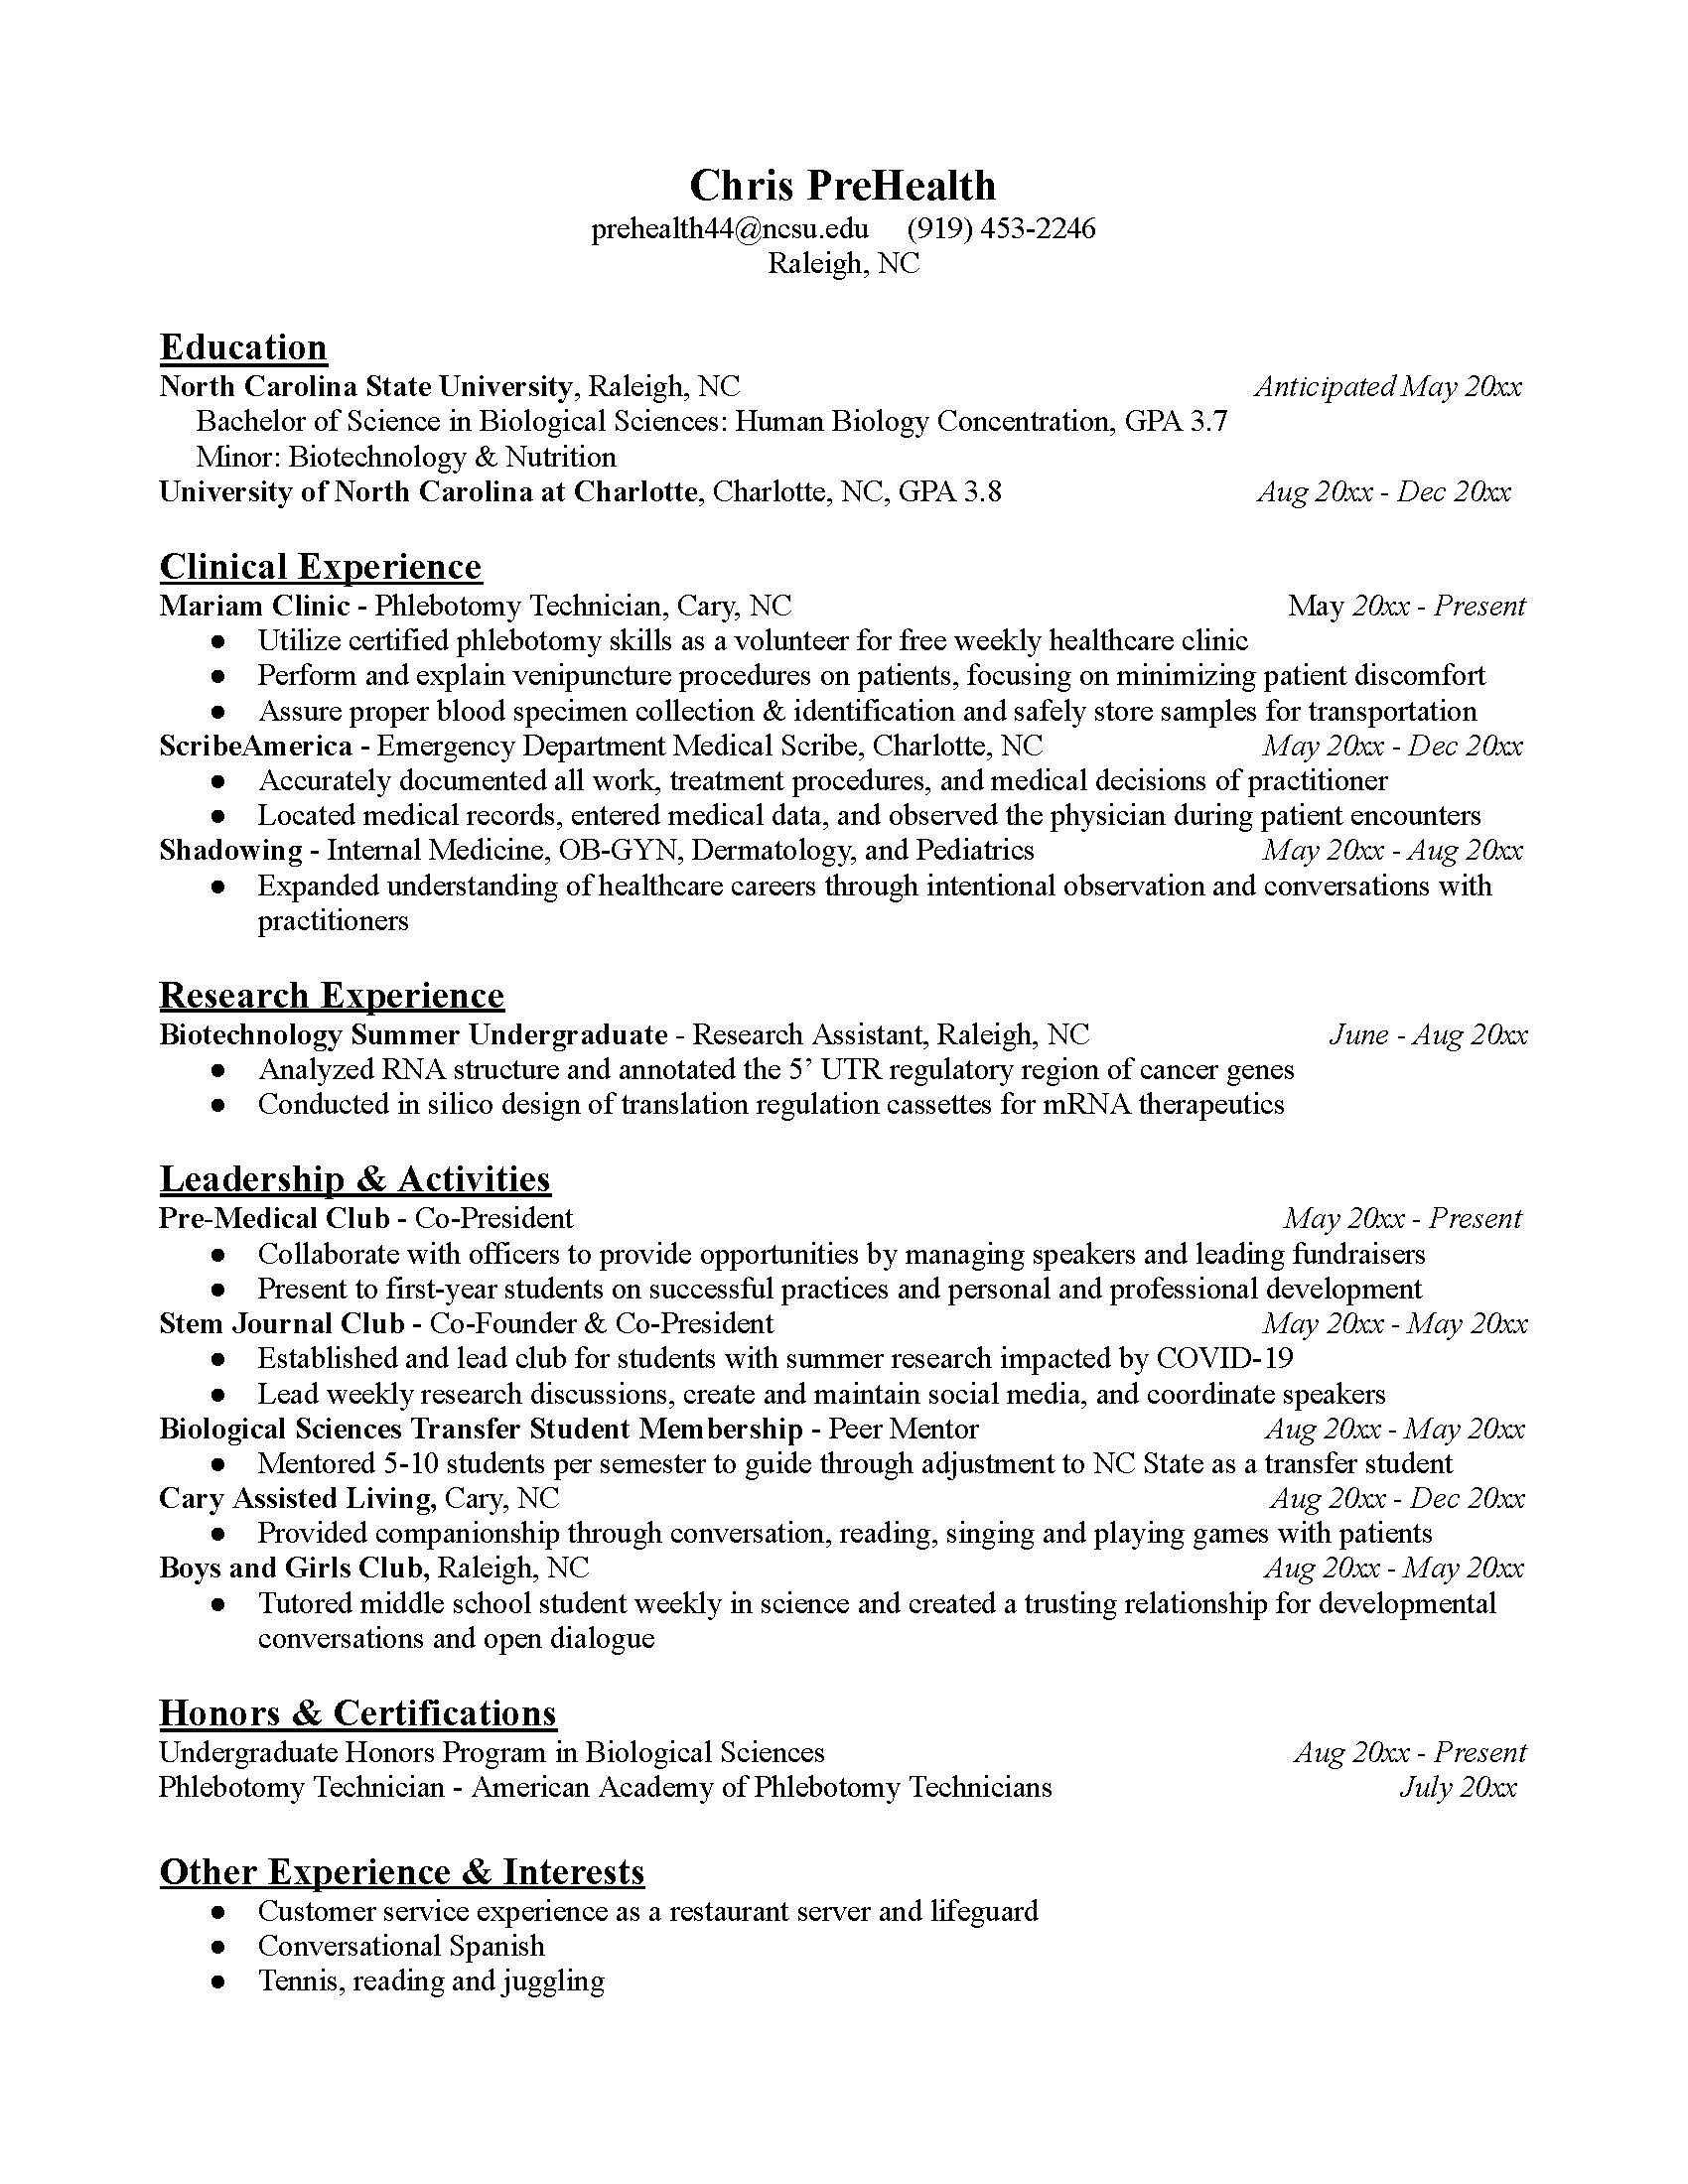 Chris PreHealth
prehealth44@ncsu.edu (919) 453-2246
Raleigh, NC
Education
North Carolina State University, Raleigh, NC Anticipated May 20xx
Bachelor of Science in Biological Sciences: Human Biology Concentration, GPA 3.7
Minor: Biotechnology & Nutrition
University of North Carolina at Charlotte, Charlotte, NC, GPA 3.8 Aug 20xx - Dec 20xx
Clinical Experience
Mariam Clinic - Phlebotomy Technician, Cary, NC May 20xx - Present
● Utilize certified phlebotomy skills as a volunteer for free weekly healthcare clinic
● Perform and explain venipuncture procedures on patients, focusing on minimizing patient discomfort
● Assure proper blood specimen collection & identification and safely store samples for transportation
ScribeAmerica - Emergency Department Medical Scribe, Charlotte, NC May 20xx - Dec 20xx
● Accurately documented all work, treatment procedures, and medical decisions of practitioner
● Located medical records, entered medical data, and observed the physician during patient encounters
Shadowing - Internal Medicine, OB-GYN, Dermatology, and Pediatrics May 20xx - Aug 20xx
● Expanded understanding of healthcare careers through intentional observation and conversations with
practitioners
Research Experience
Biotechnology Summer Undergraduate - Research Assistant, Raleigh, NC June - Aug 20xx
● Analyzed RNA structure and annotated the 5’ UTR regulatory region of cancer genes
● Conducted in silico design of translation regulation cassettes for mRNA therapeutics
Leadership & Activities
Pre-Medical Club - Co-President May 20xx - Present
● Collaborate with officers to provide opportunities by managing speakers and leading fundraisers
● Present to first-year students on successful practices and personal and professional development
Stem Journal Club - Co-Founder & Co-President May 20xx - May 20xx
● Established and lead club for students with summer research impacted by COVID-19
● Lead weekly research discussions, create and maintain social media, and coordinate speakers
Biological Sciences Transfer Student Membership - Peer Mentor Aug 20xx - May 20xx
● Mentored 5-10 students per semester to guide through adjustment to NC State as a transfer student
Cary Assisted Living, Cary, NC Aug 20xx - Dec 20xx
● Provided companionship through conversation, reading, singing and playing games with patients
Boys and Girls Club, Raleigh, NC Aug 20xx - May 20xx
● Tutored middle school student weekly in science and created a trusting relationship for developmental
conversations and open dialogue
Honors & Certifications
Undergraduate Honors Program in Biological Sciences Aug 20xx - Present
Phlebotomy Technician - American Academy of Phlebotomy Technicians July 20xx
Other Experience & Interests
● Customer service experience as a restaurant server and lifeguard
● Conversational Spanish
● Tennis, reading and juggling